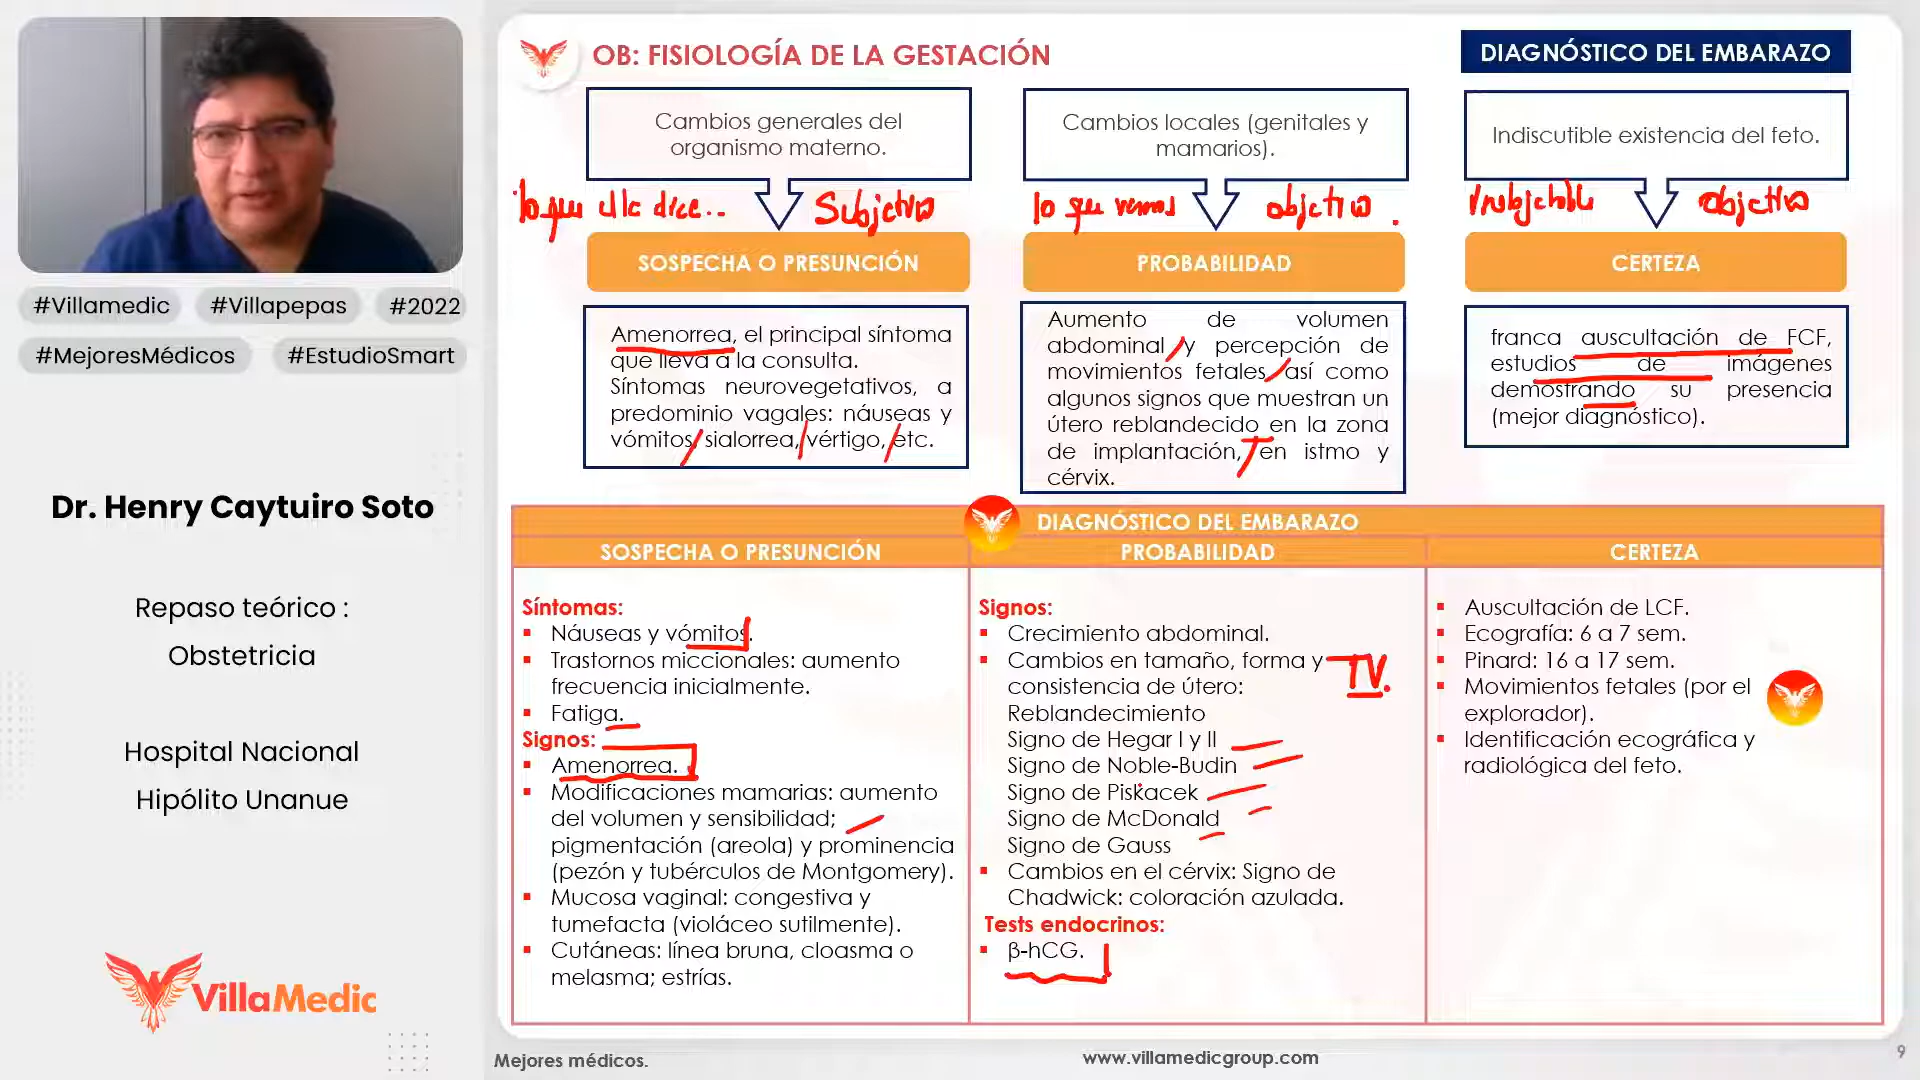 #Villamedic #Villapepas #2022
#MejoresMédicos #EstudioSmart
Dr. Henry Caytuiro Soto
Repaso teórico :
Obstetricia
Hospital Nacional
Hipólito Unanue
VillaMedic
OB: FISIOLOGÍA DE LA GESTACIÓN
DIAGNÓSTICO DEL EMBARAZO
Cambios generales del
organismo materno.
lo que ella dice.. Subjetivo
SOSPECHA O PRESUNCIÓN
Amenorrea, el principal síntoma
que lleva a la consulta.
Síntomas neurovegetativos, a
predominio vagales: náuseas y
vómitos, sialorrea, vértigo, etc.
Cambios locales (genitales y
mamarios).
lo que vemos objetivo.
PROBABILIDAD
Aumento de volumen
abdominal y percepción de
movimientos fetales, así como
algunos signos que muestran un
útero reblandecido en la zona
de implantación, en istmo y
cérvix.
Indiscutible existencia del feto.
objetivo
CERTEZA
franca auscultación de FCF,
estudios de imágenes
demostrando su presencia
(mejor diagnóstico).
DIAGNÓSTICO DEL EMBARAZO
SOSPECHA O PRESUNCIÓN
Síntomas:
Náuseas y vómitos.
Trastornos miccionales: aumento
frecuencia inicialmente.
Fatiga.
Signos:
Amenorrea.
Modificaciones mamarias: aumento
del volumen y sensibilidad;
pigmentación (areola) y prominencia
(pezón y tubérculos de Montgomery).
Mucosa vaginal: congestiva y
tumefacta (violáceo sutilmente).
Cutáneas: línea bruna, cloasma o
melasma; estrías.
PROBABILIDAD
Signos:
Crecimiento abdominal.
Cambios en tamaño, forma y
consistencia de útero:
TV.
Reblandecimiento
Signo de Hegar I y II
Signo de Noble-Budin
Signo de Piskacek
Signo de McDonald
Signo de Gauss
Cambios en el cérvix: Signo de
Chadwick: coloración azulada.
Tests endocrinos:
β-hCG.
CERTEZA
Auscultación de LCF.
Ecografía: 6 a 7 sem.
Pinard: 16 a 17 sem.
Movimientos fetales (por el
explorador).
Identificación ecográfica y
radiológica del feto.
Mejores médicos.
www.villamedicgroup.com
9